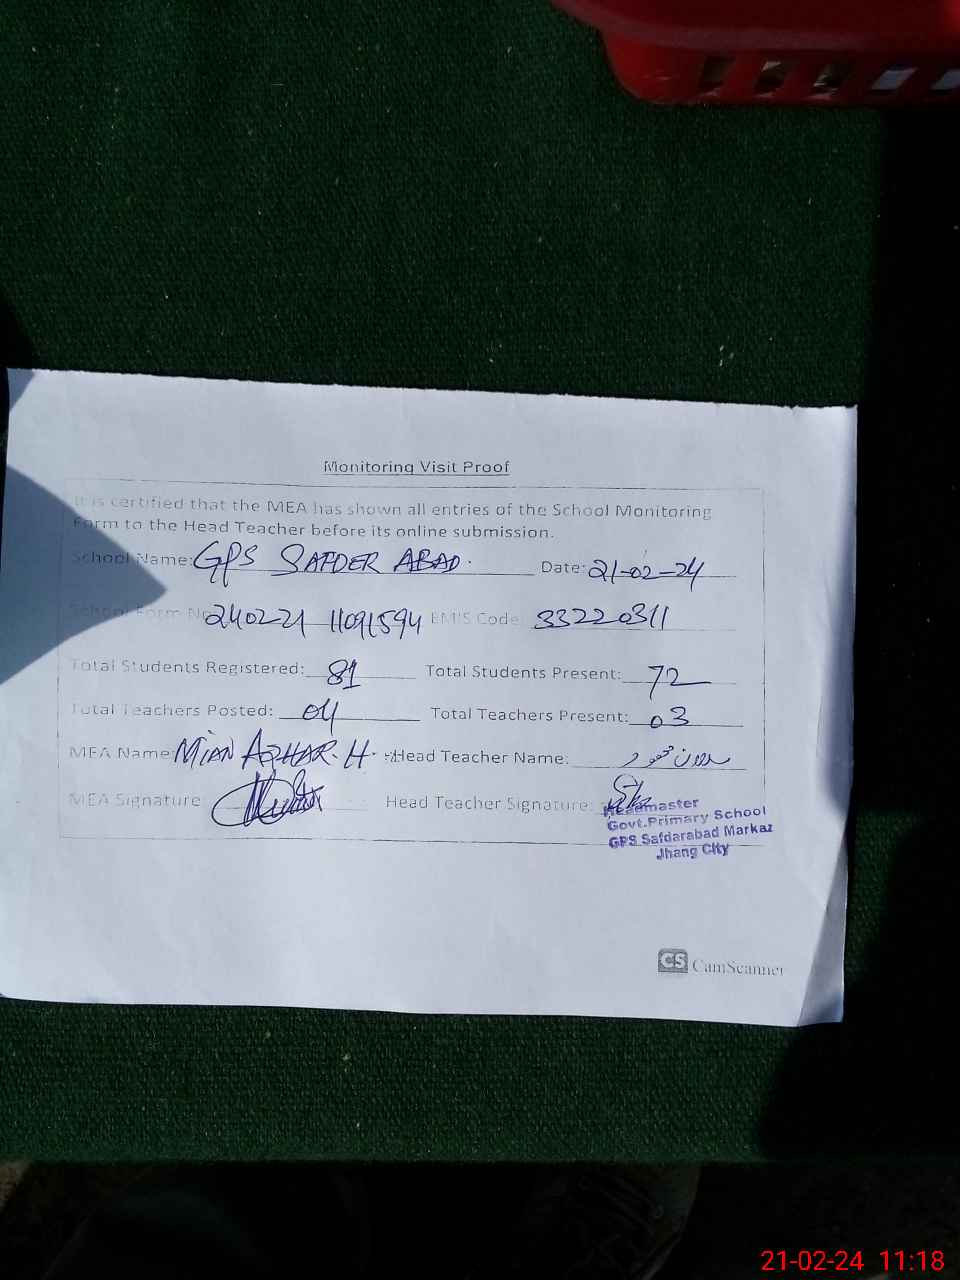 Monitoring Visit Proof
It is certified that the MEA has shown all entries of the School Monitoring
Form to the Head Teacher before its online submission.
School Name: GPS SAFDER ABAD. Date: 21-02-24
School Form No 240221 11091594 EMIS Code: 33220311
Total Students Registered: 81 Total Students Present: 72
Total Teachers Posted: 04 Total Teachers Present: 03
MEA Name: MIAN AZHAR. H. Head Teacher Name:
MEA Signature: Head Teacher Signature:
Headmaster
Govt.Primary School
GPS Safdarabad Markaz
Jhang City
CS CamScanner
21-02-24 11:18